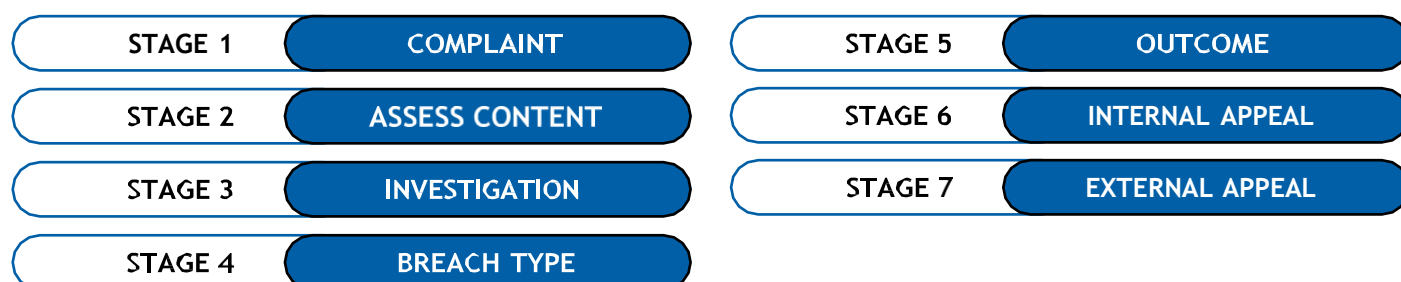 STAGE 1 COMPLAINT
STAGE 2 ASSESS CONTENT
STAGE 3 INVESTIGATION
STAGE 4 BREACH TYPE
STAGE 5 OUTCOME
STAGE 6 INTERNAL APPEAL
STAGE 7 EXTERNAL APPEAL